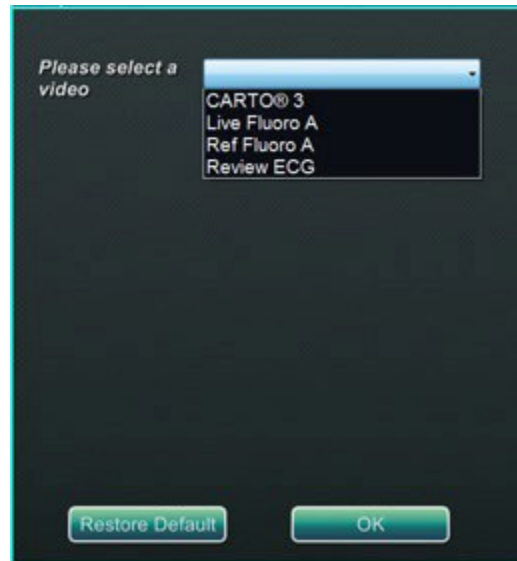 Please select a
video
CARTO® 3
Live Fluoro A
Ref Fluoro A
Review ECG
Restore Default
OK